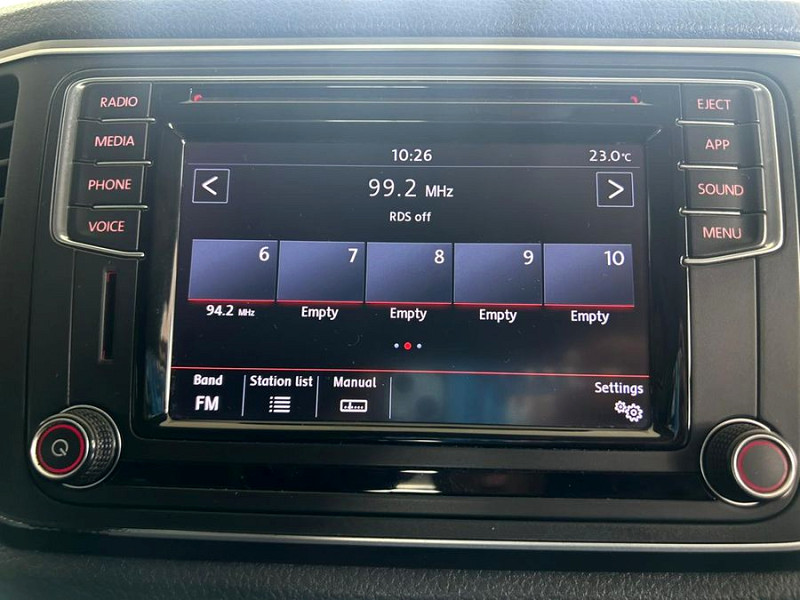 RADIO
MEDIA
PHONE
VOICE
EJECT
APP
SOUND
MENU
10:26
23.0°C
< 99.2 MHz >
RDS off
6 7 8 9 10
94.2 MHz Empty Empty Empty Empty
Band Station list Manual Settings
FM